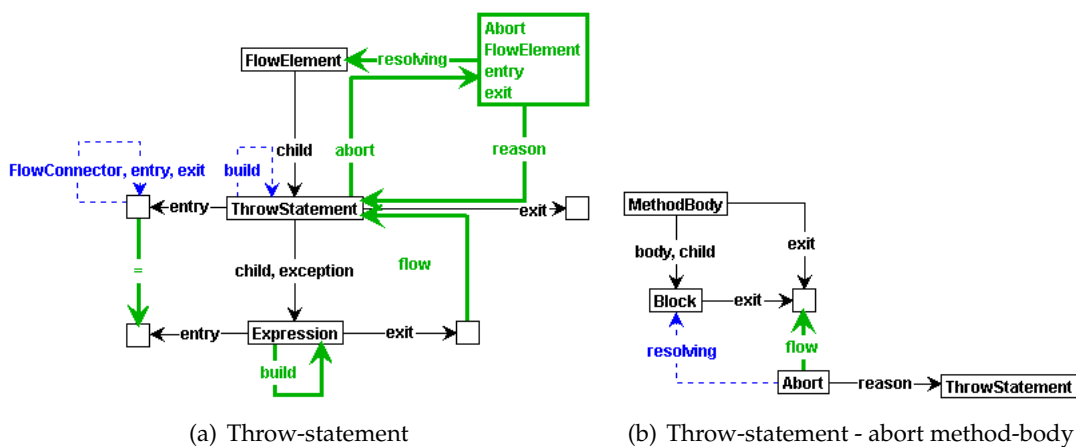 Abort
FlowElement
entry
exit
FlowElement
resolving
child
abort
reason
FlowConnector, entry, exit
build
entry
ThrowStatement
exit
=
child, exception
flow
entry
Expression
exit
build
(a) Throw-statement
MethodBody
body, child
exit
Block
exit
resolving
flow
Abort
reason
ThrowStatement
(b) Throw-statement - abort method-body